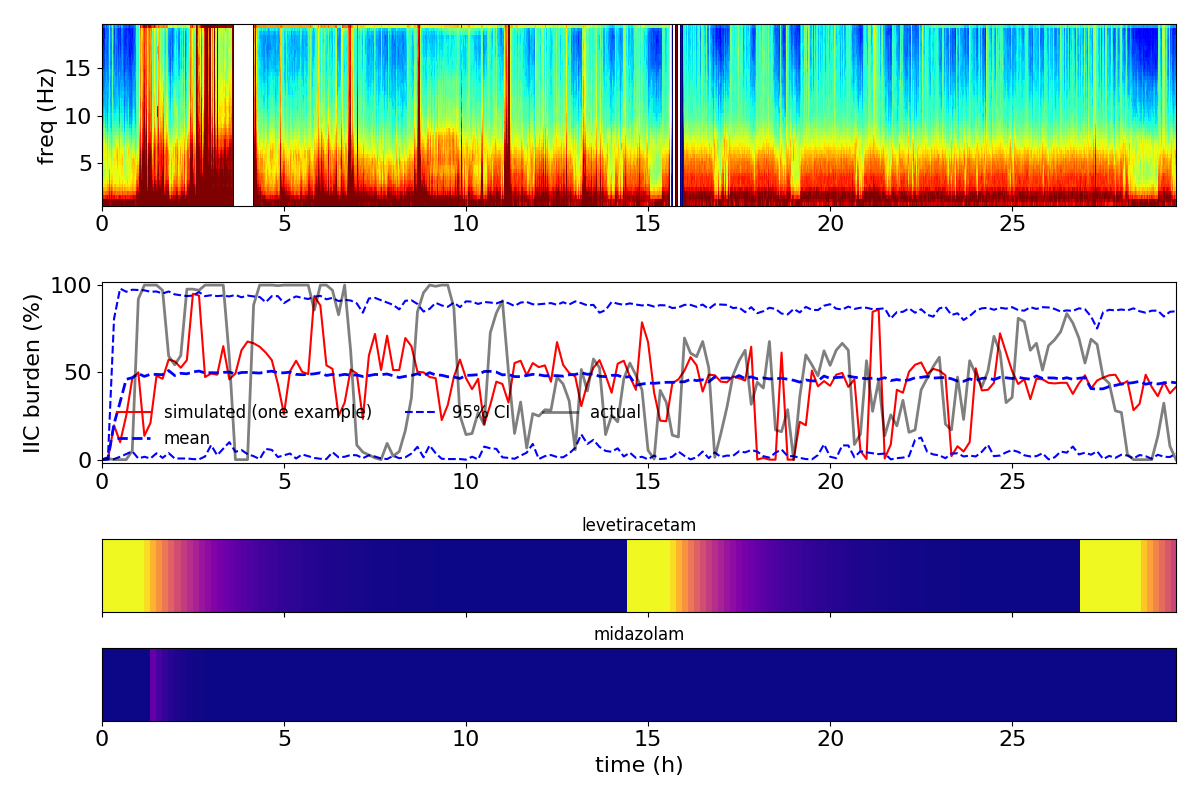 freq (Hz)
15
10
5
0 5 10 15 20 25
IIC burden (%)
100
50
0
simulated (one example) 95% CI actual
mean
0 5 10 15 20 25
levetiracetam
midazolam
0 5 10 15 20 25
time (h)